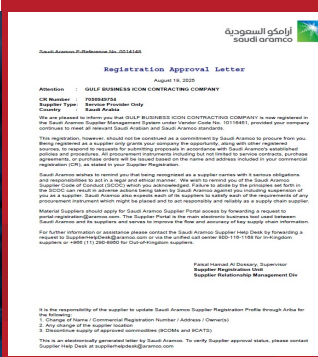 أرامكو السعودية
saudi aramco
Saudi Aramco E-Reference No. 0014148
Registration Approval Letter
August 19, 2025
Attention : GULF BUSINESS ICON CONTRACTING COMPANY
CR Number :
Supplier Type : Service Provider Only
Country : Saudi Arabia
We are pleased to inform you that GULF BUSINESS ICON CONTRACTING COMPANY is now registered in
the Saudi Aramco Supplier Management System under Vendor Code No. 10116461, provided your company
continues to meet all relevant Saudi Arabian and Saudi Aramco standards.
This registration, however, should not be construed as a commitment by Saudi Aramco to procure from you.
Being registered as a supplier only grants your company the opportunity, along with other registered
sources, to respond to requests for submitting proposals in accordance with Saudi Aramco's established
policies and procedures. All procurement instruments including but not limited to service contracts, purchase
agreements, or purchase orders will be issued based on the name and address included in your commercial
registration (CR), as stated in your Supplier Registration.
Saudi Aramco wishes to remind you that being recognized as a supplier carries with it serious obligations
and responsibilities to act in a legal and ethical manner. We wish to remind you of the Saudi Aramco
Supplier Code of Conduct (SCOC) which you acknowledged. Failure to abide by the principles set forth in
the SCOC can result in adverse actions being taken by Saudi Aramco against you including suspension of
you as a supplier. Saudi Aramco also expects all of its suppliers to satisfy each of the requirements of any
procurement instrument which might be placed and to act responsibly and reliably as a supply chain supplier.
Material Suppliers should apply for Saudi Aramco Supplier Portal access by forwarding a request to
portal-registration@aramco.com. The Supplier Portal is the main electronic business tool used between
Saudi Aramco and its suppliers and serves to improve the flow and accuracy of key supply chain information.
For further information or assistance please contact the Saudi Aramco Supplier Help Desk by forwarding a
request to SupplierHelpDesk@aramco.com or via the unified call center 800-116-1166 for In-Kingdom
suppliers or +966 (11) for Out-of-Kingdom suppliers.
Faisal Hamad Al Dossary, Supervisor
Supplier Registration Unit
Supplier Relationship Management Div
It is the responsibility of the supplier to update Saudi Aramco Supplier Registration Profile through Ariba for
the following:
1. Change of Name / Commercial Registration Number / Address / Owner(s)
2. Any change of the supplier location
3. Discontinue supply of approved commodities (9COMs and 9CATS)
This is an electronically generated letter by Saudi Aramco. To verify Supplier approval status, please contact
Supplier Help Desk at supplierhelpdesk@aramco.com